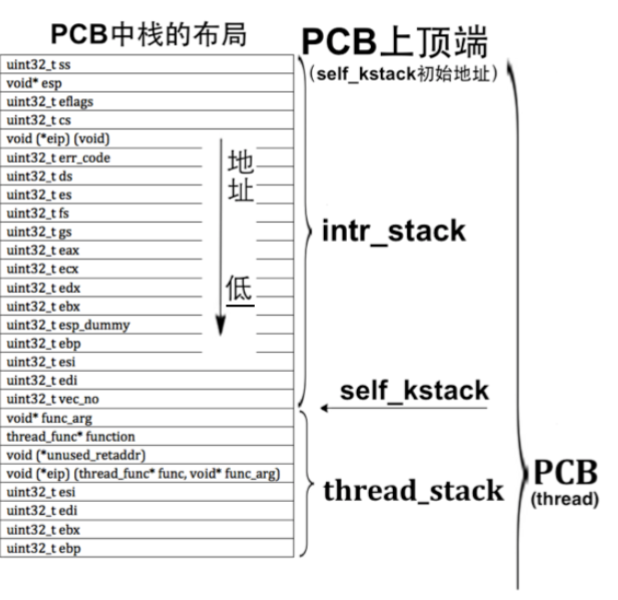 PCB中栈的布局
PCB上顶端
(self_kstack初始地址)
uint32_t ss
void* esp
uint32_t eflags
uint32_t cs
void (*eip) (void)
uint32_t err_code
uint32_t ds
uint32_t es
uint32_t fs
uint32_t gs
uint32_t eax
uint32_t ecx
uint32_t edx
uint32_t ebx
uint32_t esp_dummy
uint32_t ebp
uint32_t esi
uint32_t edi
uint32_t vec_no
void* func_arg
thread_func* function
void (*unused_retaddr)
void (*eip) (thread_func* func, void* func_arg)
uint32_t esi
uint32_t edi
uint32_t ebx
uint32_t ebp
地
址
低
intr_stack
self_kstack
thread_stack
PCB
(thread)